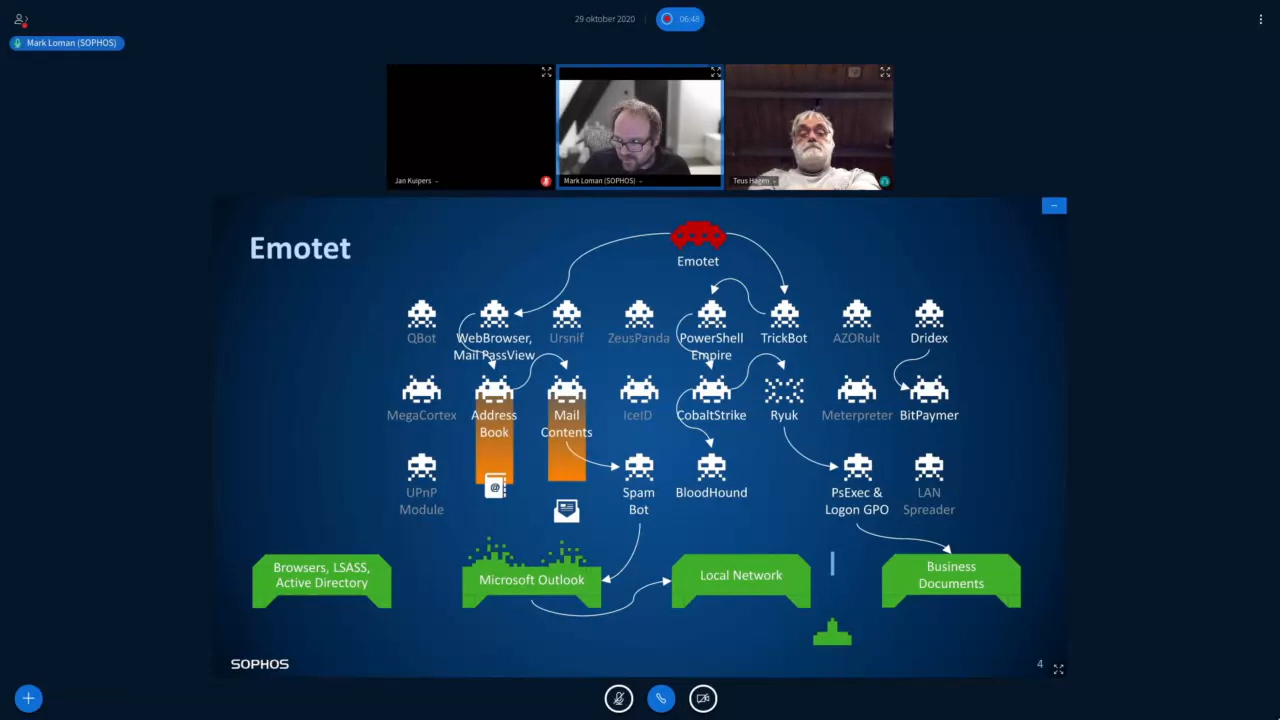 29 oktober 2020
06:48
Mark Loman (SOPHOS)
Jan Kuipers
Mark Loman (SOPHOS)
Teus Hagen
Emotet
Emotet
QBot
WebBrowser,
Mail PassView
Ursnif
ZeusPanda
PowerShell
Empire
TrickBot
AZORult
Dridex
MegaCortex
Address
Book
Mail
Contents
IceID
CobaltStrike
Ryuk
Meterpreter
BitPaymer
UPnP
Module
Spam
Bot
BloodHound
PsExec &
Logon GPO
LAN
Spreader
Browsers, LSASS,
Active Directory
Microsoft Outlook
Local Network
Business
Documents
SOPHOS
4